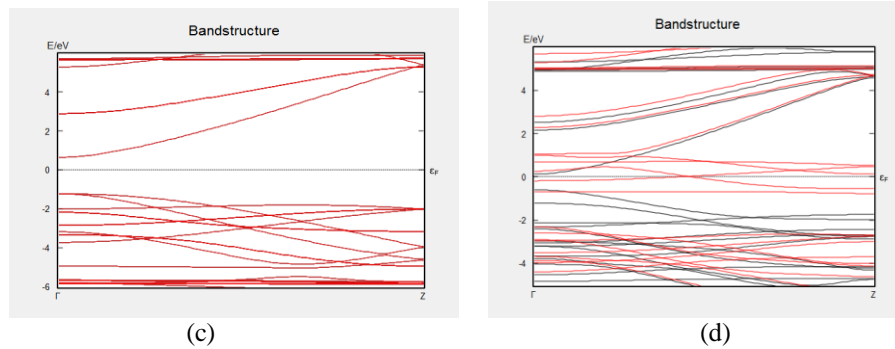 Bandstructure
E/eV
4
2
0
-2
-4
-6
εF
Γ
Z
(c)
Bandstructure
E/eV
4
2
0
-2
-4
εF
Γ
Z
(d)